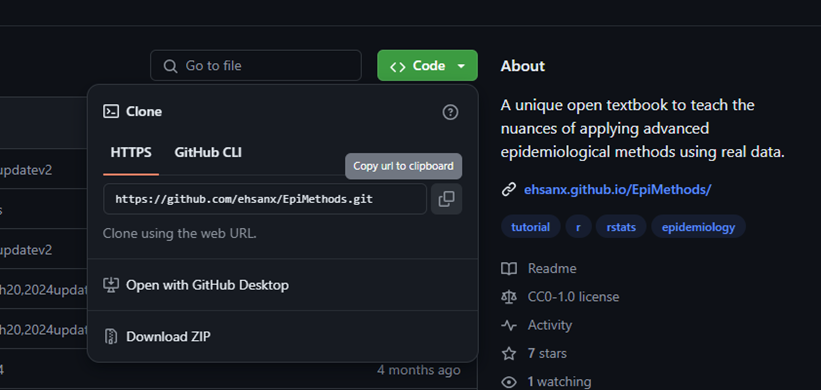 Go to file
Code
Clone
HTTPS
GitHub CLI
Copy url to clipboard
https://github.com/ehsanx/EpiMethods.git
Clone using the web URL.
Open with GitHub Desktop
Download ZIP
updatev2
s
updatev2
h20,2024updat
h20,2024updat
4
4 months ago
About
A unique open textbook to teach the
nuances of applying advanced
epidemiological methods using real data.
ehsanx.github.io/EpiMethods/
tutorial r rstats epidemiology
Readme
CC0-1.0 license
Activity
7 stars
1 watching